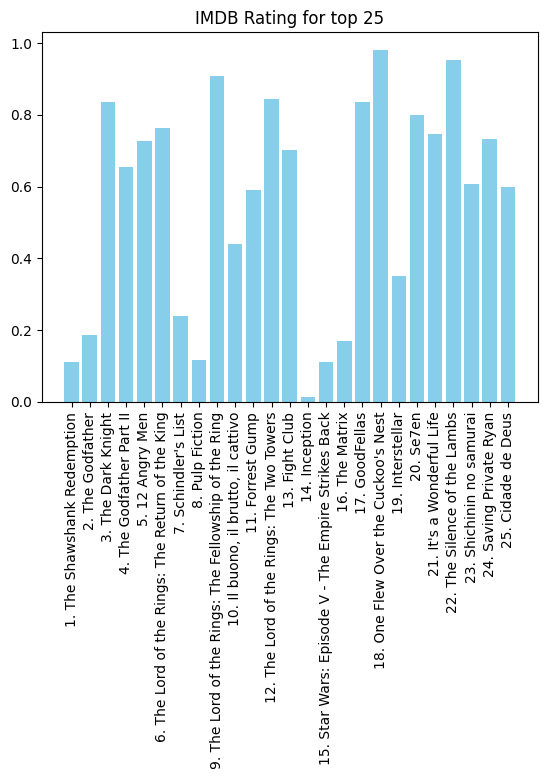 IMDB Rating for top 25
1.0
0.8
0.6
0.4
0.2
0.0
1. The Shawshank Redemption
2. The Godfather
3. The Dark Knight
4. The Godfather Part II
5. 12 Angry Men
6. The Lord of the Rings: The Return of the King
7. Schindler's List
8. Pulp Fiction
9. The Lord of the Rings: The Fellowship of the Ring
10. Il buono, il brutto, il cattivo
11. Forrest Gump
12. The Lord of the Rings: The Two Towers
13. Fight Club
14. Inception
15. Star Wars: Episode V - The Empire Strikes Back
16. The Matrix
17. GoodFellas
18. One Flew Over the Cuckoo's Nest
19. Interstellar
20. Se7en
21. It's a Wonderful Life
22. The Silence of the Lambs
23. Shichinin no samurai
24. Saving Private Ryan
25. Cidade de Deus